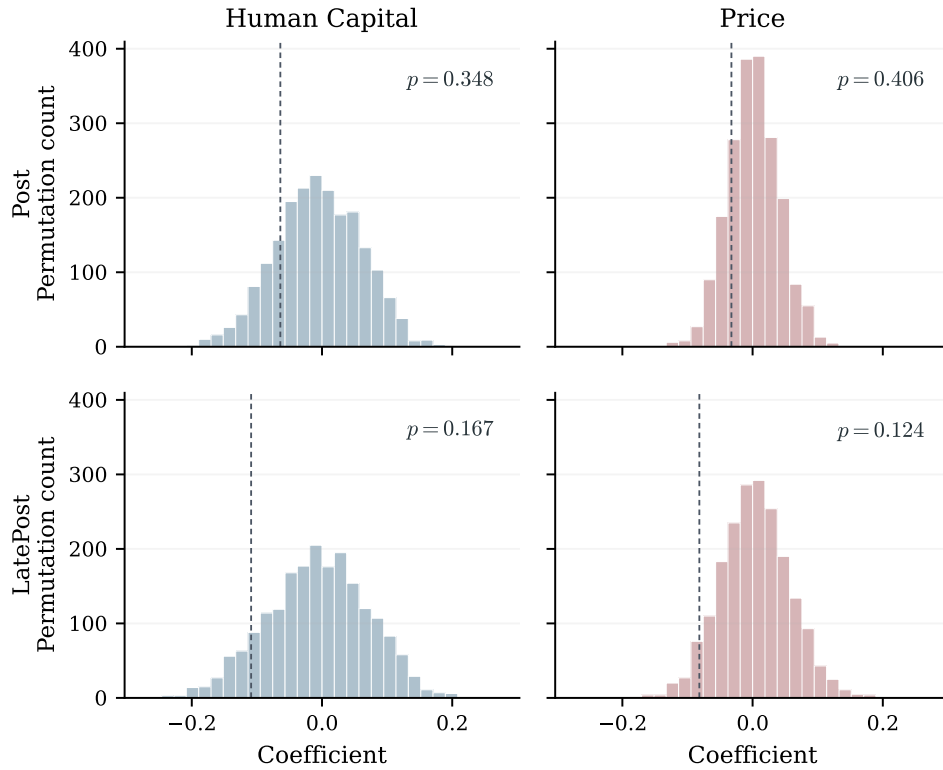 Human Capital
Price
Post
Permutation count
400
300
200
100
0
p = 0.348
p = 0.406
LatePost
Permutation count
400
300
200
100
0
p = 0.167
p = 0.124
−0.2 0.0 0.2
Coefficient
−0.2 0.0 0.2
Coefficient